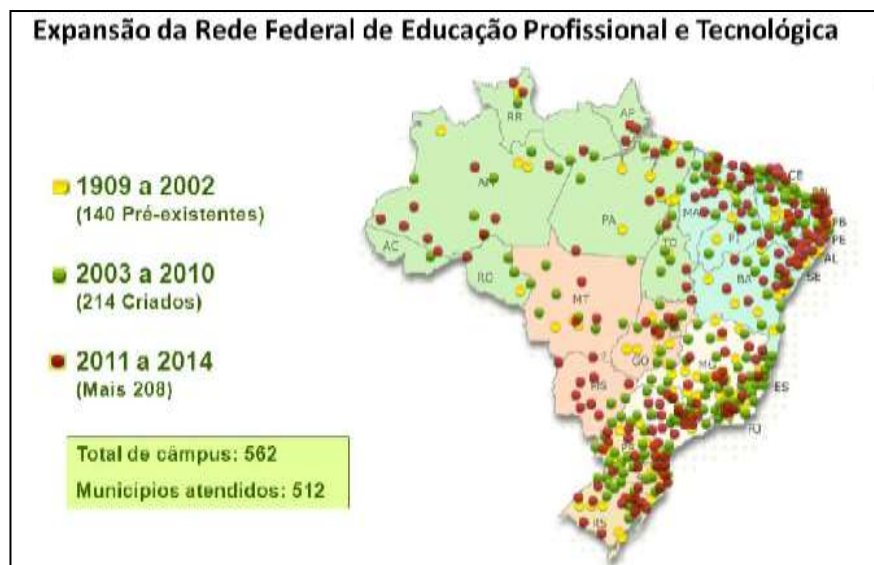 Expansão da Rede Federal de Educação Profissional e Tecnológica
1909 a 2002
(140 Pré-existentes)
2003 a 2010
(214 Criados)
2011 a 2014
(Mais 208)
Total de câmpus: 562
Municípios atendidos: 512
RR
AP
AM
PA
MA
CE
RN
PB
PE
AL
SE
PI
TO
BA
AC
RO
MT
GO
MG
ES
MS
RJ
PR
RS